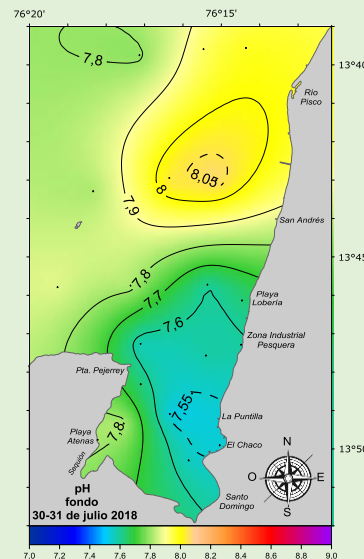 76°20'
76°15'
7,8
Río
Pisco
13°40
8,05
8
7,9
San Andrés
13°45
7,8
7,7
Playa
Lobería
7,6
Zona Industrial
Pesquera
Pta. Pejerrey
7,55
La Puntilla
Playa
Atenas
7,8
El Chaco
13°50
Sequión
N
O
E
S
Santo
Domingo
pH
fondo
30-31 de julio 2018
7.0 7.2 7.4 7.6 7.8 8.0 8.2 8.4 8.6 8.8 9.0